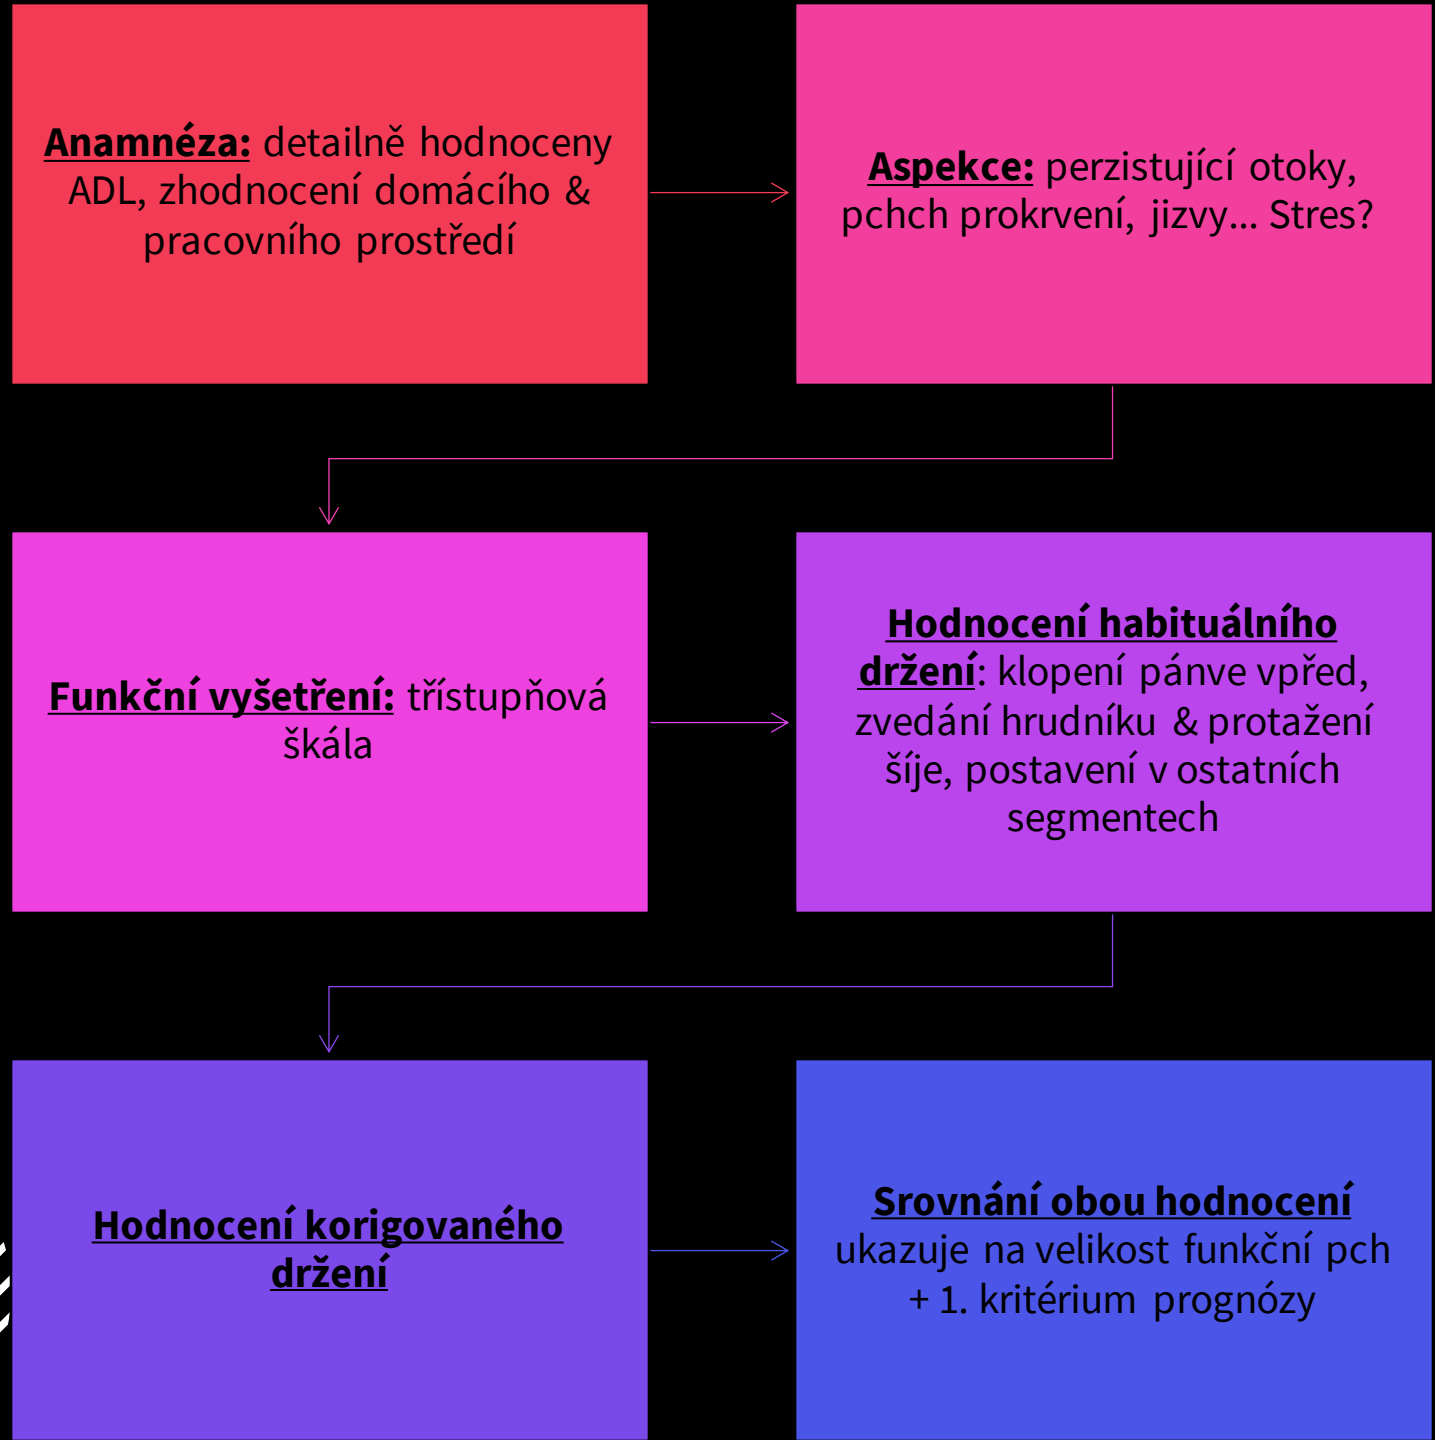 Anamnéza: detailně hodnoceny
ADL, zhodnocení domácího &
pracovního prostředí
Aspekce: perzistující otoky,
pchch prokrvení, jizvy... Stres?
Funkční vyšetření: třístupňová
škála
Hodnocení habituálního
držení: klopení pánve vpřed,
zvedání hrudníku & protažení
šíje, postavení v ostatních
segmentech
Hodnocení korigovaného
držení
Srovnání obou hodnocení
ukazuje na velikost funkční pch
+ 1. kritérium prognózy